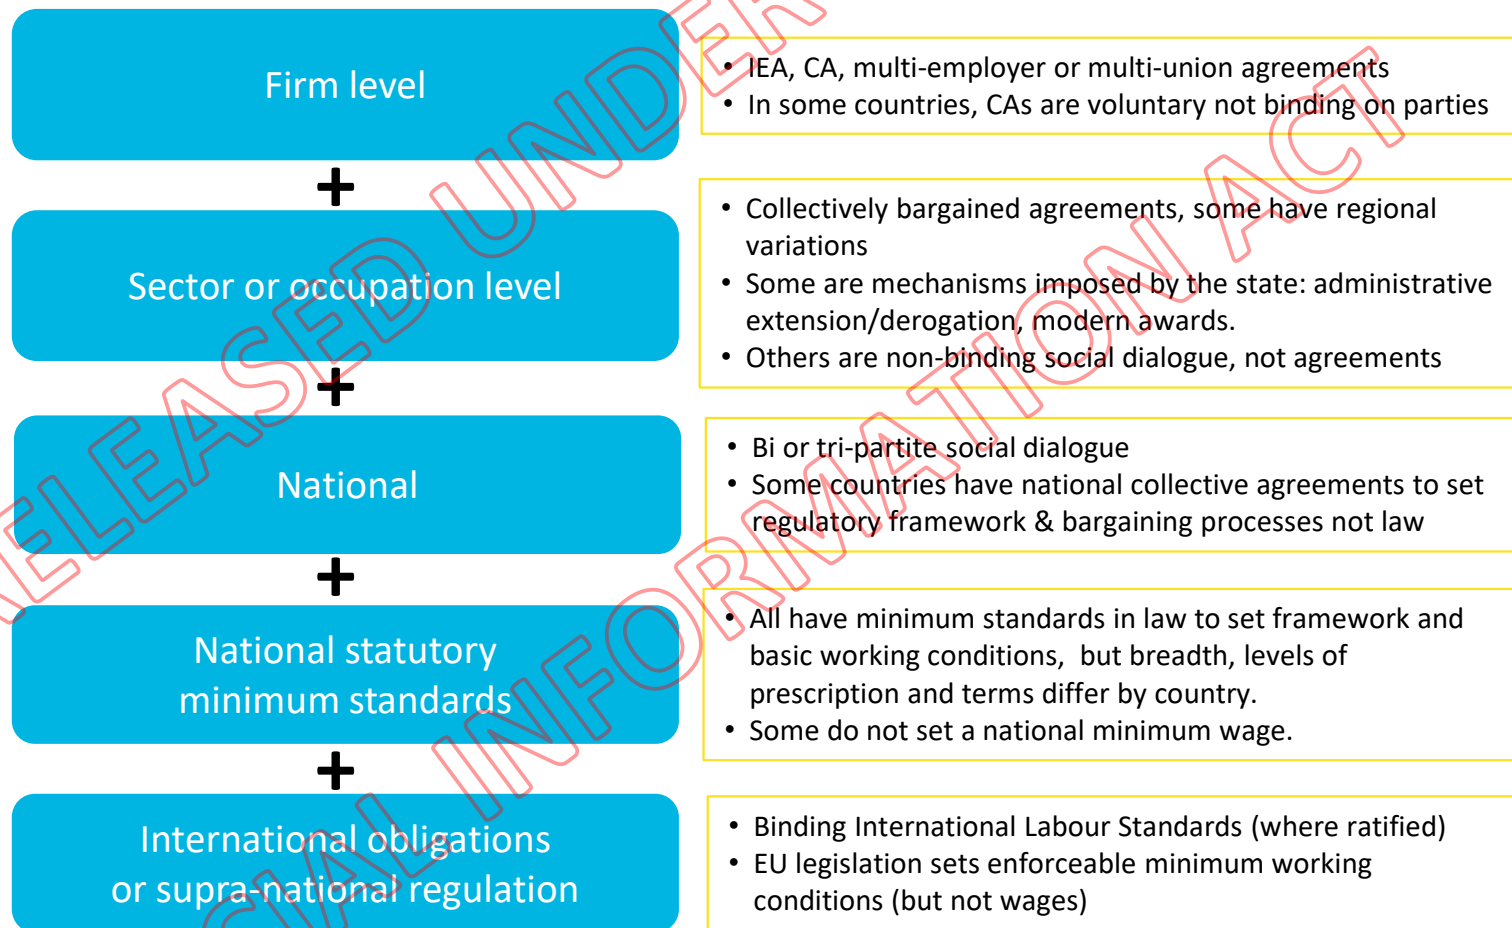 Firm level
• IEA, CA, multi-employer or multi-union agreements
• In some countries, CAs are voluntary not binding on parties
+
Sector or occupation level
• Collectively bargained agreements, some have regional
variations
• Some are mechanisms imposed by the state: administrative
extension/derogation, modern awards.
• Others are non-binding social dialogue, not agreements
+
National
• Bi or tri-partite social dialogue
• Some countries have national collective agreements to set
regulatory framework & bargaining processes not law
+
National statutory
minimum standards
• All have minimum standards in law to set framework and
basic working conditions, but breadth, levels of
prescription and terms differ by country.
• Some do not set a national minimum wage.
+
International obligations
or supra-national regulation
• Binding International Labour Standards (where ratified)
• EU legislation sets enforceable minimum working
conditions (but not wages)
RELEASED UNDER
CIAL INFORMATION ACT